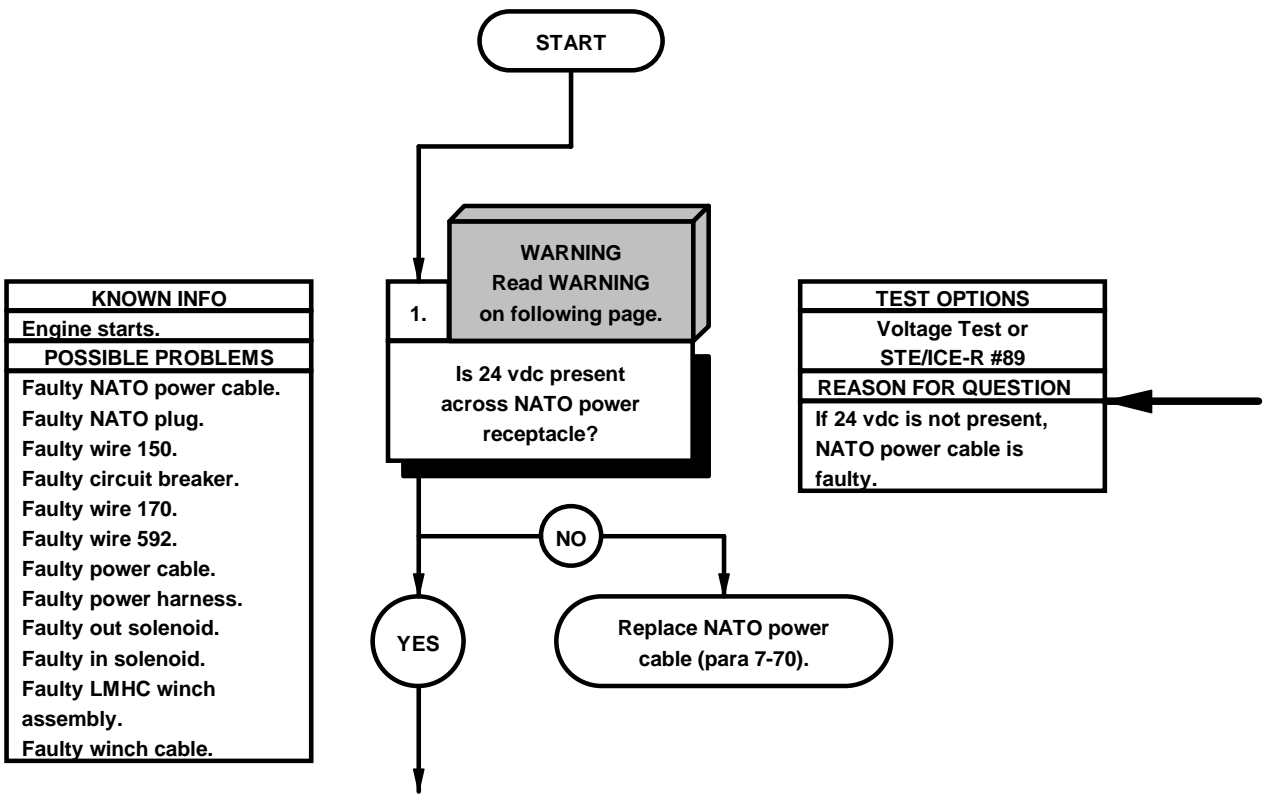 START
WARNING
Read WARNING
on following page.
1.
Is 24 vdc present
across NATO power
receptacle?
KNOWN INFO
Engine starts.
POSSIBLE PROBLEMS
Faulty NATO power cable.
Faulty NATO plug.
Faulty wire 150.
Faulty circuit breaker.
Faulty wire 170.
Faulty wire 592.
Faulty power cable.
Faulty power harness.
Faulty out solenoid.
Faulty in solenoid.
Faulty LMHC winch
assembly.
Faulty winch cable.
TEST OPTIONS
Voltage Test or
STE/ICE-R #89
REASON FOR QUESTION
If 24 vdc is not present,
NATO power cable is
faulty.
NO
YES
Replace NATO power
cable (para 7-70).